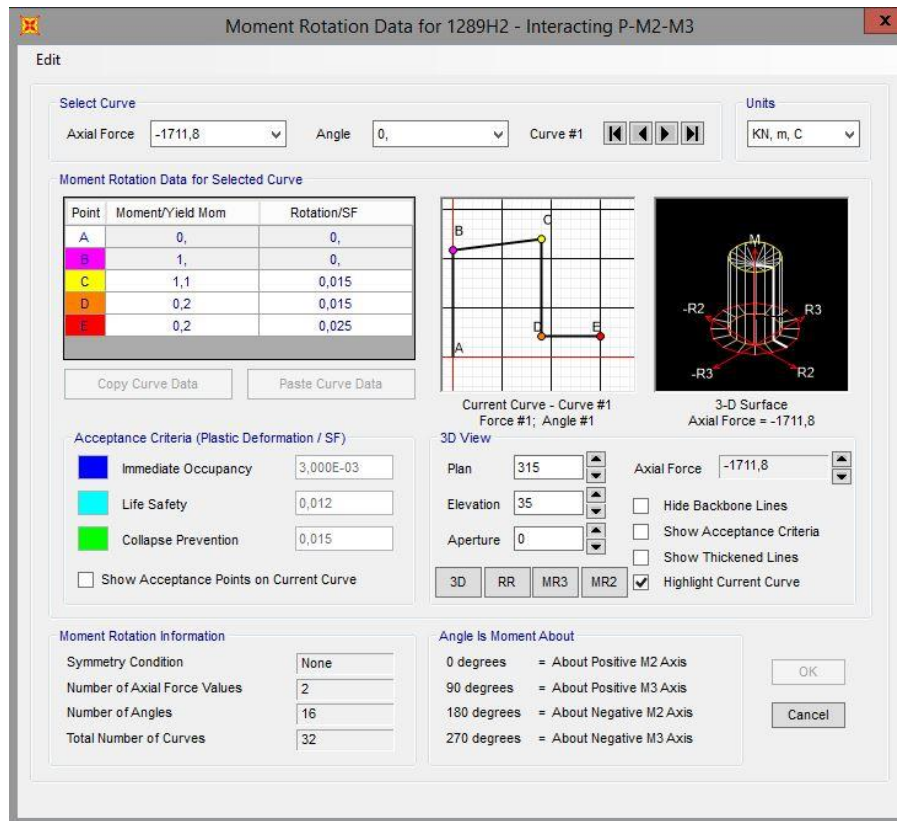 Moment Rotation Data for 1289H2 - Interacting P-M2-M3
x
Edit
Select Curve
Axial Force -1711,8 Angle 0, Curve #1
Units
KN, m, C
Moment Rotation Data for Selected Curve
Point Moment/Yield Mom Rotation/SF
A 0, 0,
B 1, 0,
C 1,1 0,015
D 0,2 0,015
E 0,2 0,025
Copy Curve Data Paste Curve Data
B
C
D
E
A
Current Curve - Curve #1
Force #1; Angle #1
M
-R2
R3
-R3
R2
3-D Surface
Axial Force = -1711,8
Acceptance Criteria (Plastic Deformation / SF)
Immediate Occupancy 3,000E-03
Life Safety 0,012
Collapse Prevention 0,015
Show Acceptance Points on Current Curve
3D View
Plan 315
Elevation 35
Aperture 0
3D RR MR3 MR2
Axial Force -1711,8
Hide Backbone Lines
Show Acceptance Criteria
Show Thickened Lines
Highlight Current Curve
Moment Rotation Information
Symmetry Condition None
Number of Axial Force Values 2
Number of Angles 16
Total Number of Curves 32
Angle Is Moment About
0 degrees = About Positive M2 Axis
90 degrees = About Positive M3 Axis
180 degrees = About Negative M2 Axis
270 degrees = About Negative M3 Axis
OK
Cancel